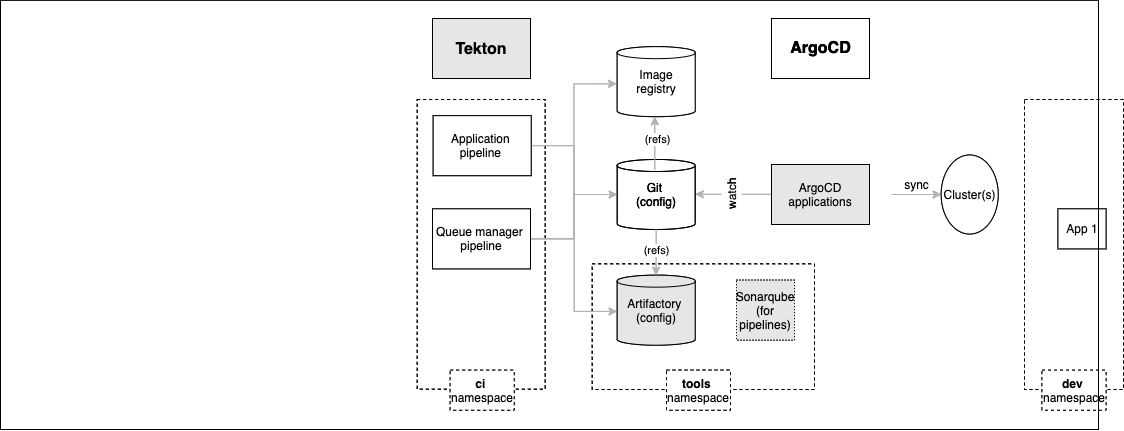 Tekton
ArgoCD
Image
registry
Application
pipeline
(refs)
Git
(config)
watch
ArgoCD
applications
sync
Cluster(s)
Queue manager
pipeline
App 1
(refs)
Artifactory
(config)
Sonarqube
(for
pipelines)
ci
namespace
tools
namespace
dev
namespace